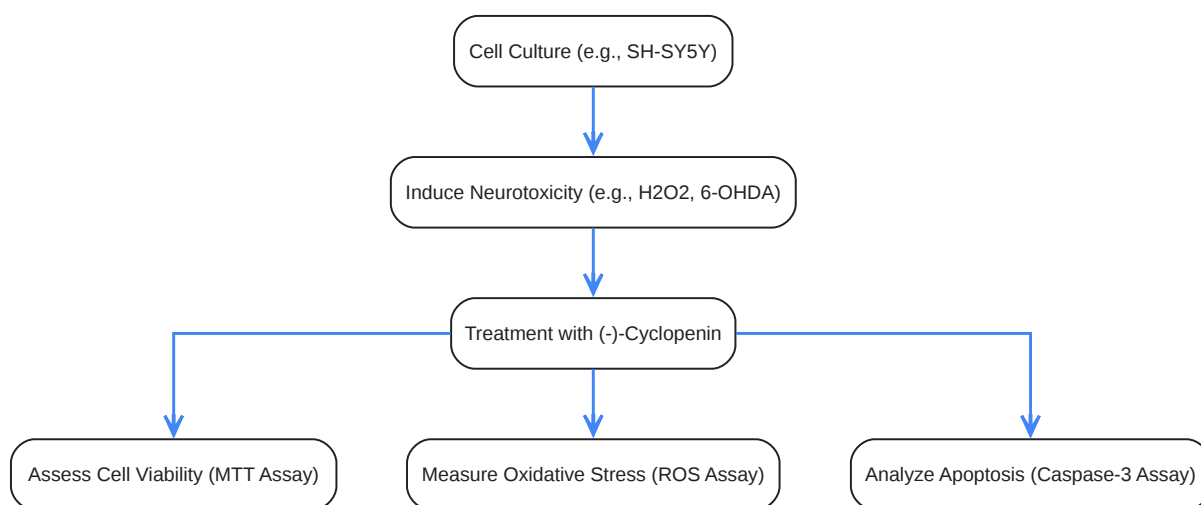 Cell Culture (e.g., SH-SY5Y)
Induce Neurotoxicity (e.g., H2O2, 6-OHDA)
Treatment with (-)-Cyclopenin
Assess Cell Viability (MTT Assay)
Measure Oxidative Stress (ROS Assay)
Analyze Apoptosis (Caspase-3 Assay)